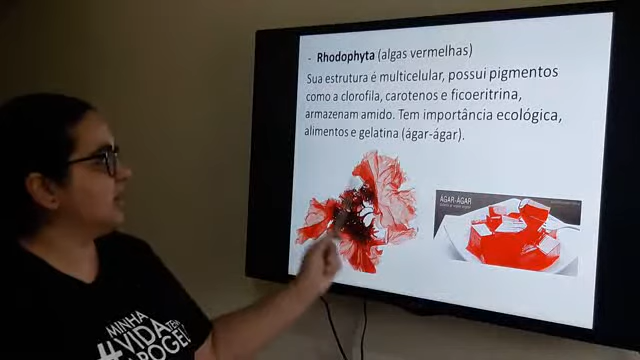 - Rhodophyta (algas vermelhas)
Sua estrutura é multicelular, possui pigmentos
como a clorofila, carotenos e ficoeritrina,
armazenam amido. Tem importância ecológica,
alimentos e gelatina (ágar-ágar).
ÁGAR-ÁGAR
MINHA
#VIDA